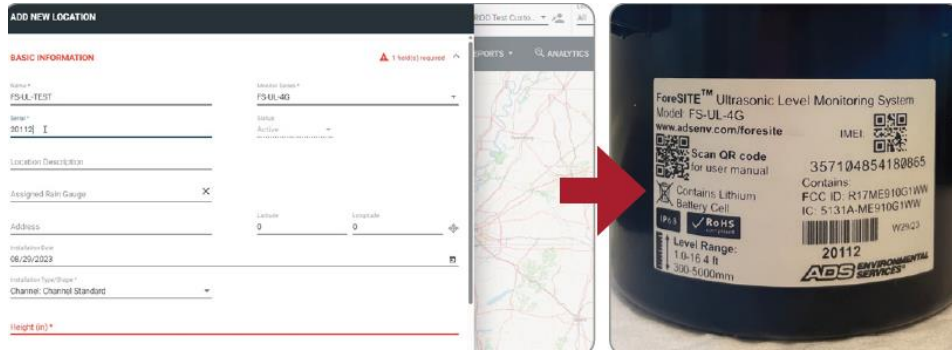 ADD NEW LOCATION
BASIC INFORMATION
1 field(s) required
Name *
FS-UL-TEST
Monitor Series *
FS-UL-4G
Serial *
20112
Status
Active
Location Description
Assigned Rain Gauge
Address
Latitude
0
Longitude
0
Installation Date
08/29/2023
Installation Type/Shape *
Channel: Channel Standard
Height (in) *
All
ANALYTICS
ForeSITE™ Ultrasonic Level Monitoring System
Model: FS-UL-4G
www.adsenv.com/foresite
IMEI:
Scan QR code
for user manual
357104854180865
Contains Lithium
Battery Cell
Contains:
FCC ID: R17ME910G1WW
IC: 5131A-ME910G1WW
IP68
RoHS
W29/23
20112
Level Range:
1.0-16.4 ft
300-5000mm
ADS ENVIRONMENTAL
SERVICES®